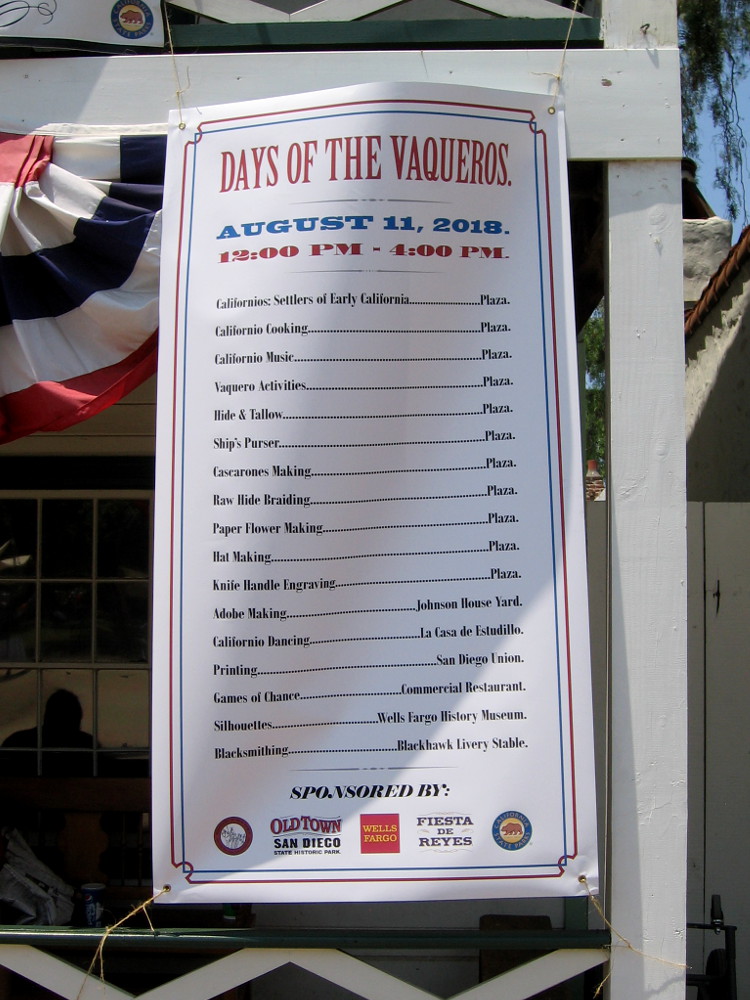 DAYS OF THE VAQUEROS.
AUGUST 11, 2018.
12:00 PM - 4:00 PM.
Californios: Settlers of Early California........................Plaza.
Californio Cooking............................................................Plaza.
Californio Music................................................................Plaza.
Vaquero Activities.............................................................Plaza.
Hide & Tallow....................................................................Plaza.
Ship's Purser.....................................................................Plaza.
Cascarones Making...........................................................Plaza.
Raw Hide Braiding............................................................Plaza.
Paper Flower Making........................................................Plaza.
Hat Making.........................................................................Plaza.
Knife Handle Engraving....................................................Plaza.
Adobe Making...........................................Johnson House Yard.
Californio Dancing.....................................La Casa de Estudillo.
Printing............................................................San Diego Union.
Games of Chance..................................Commercial Restaurant.
Silhouettes...................................Wells Fargo History Museum.
Blacksmithing....................................Blackhawk Livery Stable.
SPONSORED BY:
OLD TOWN
SAN DIEGO
STATE HISTORIC PARK
WELLS
FARGO
FIESTA
DE
REYES
CALIFORNIA
STATE PARKS